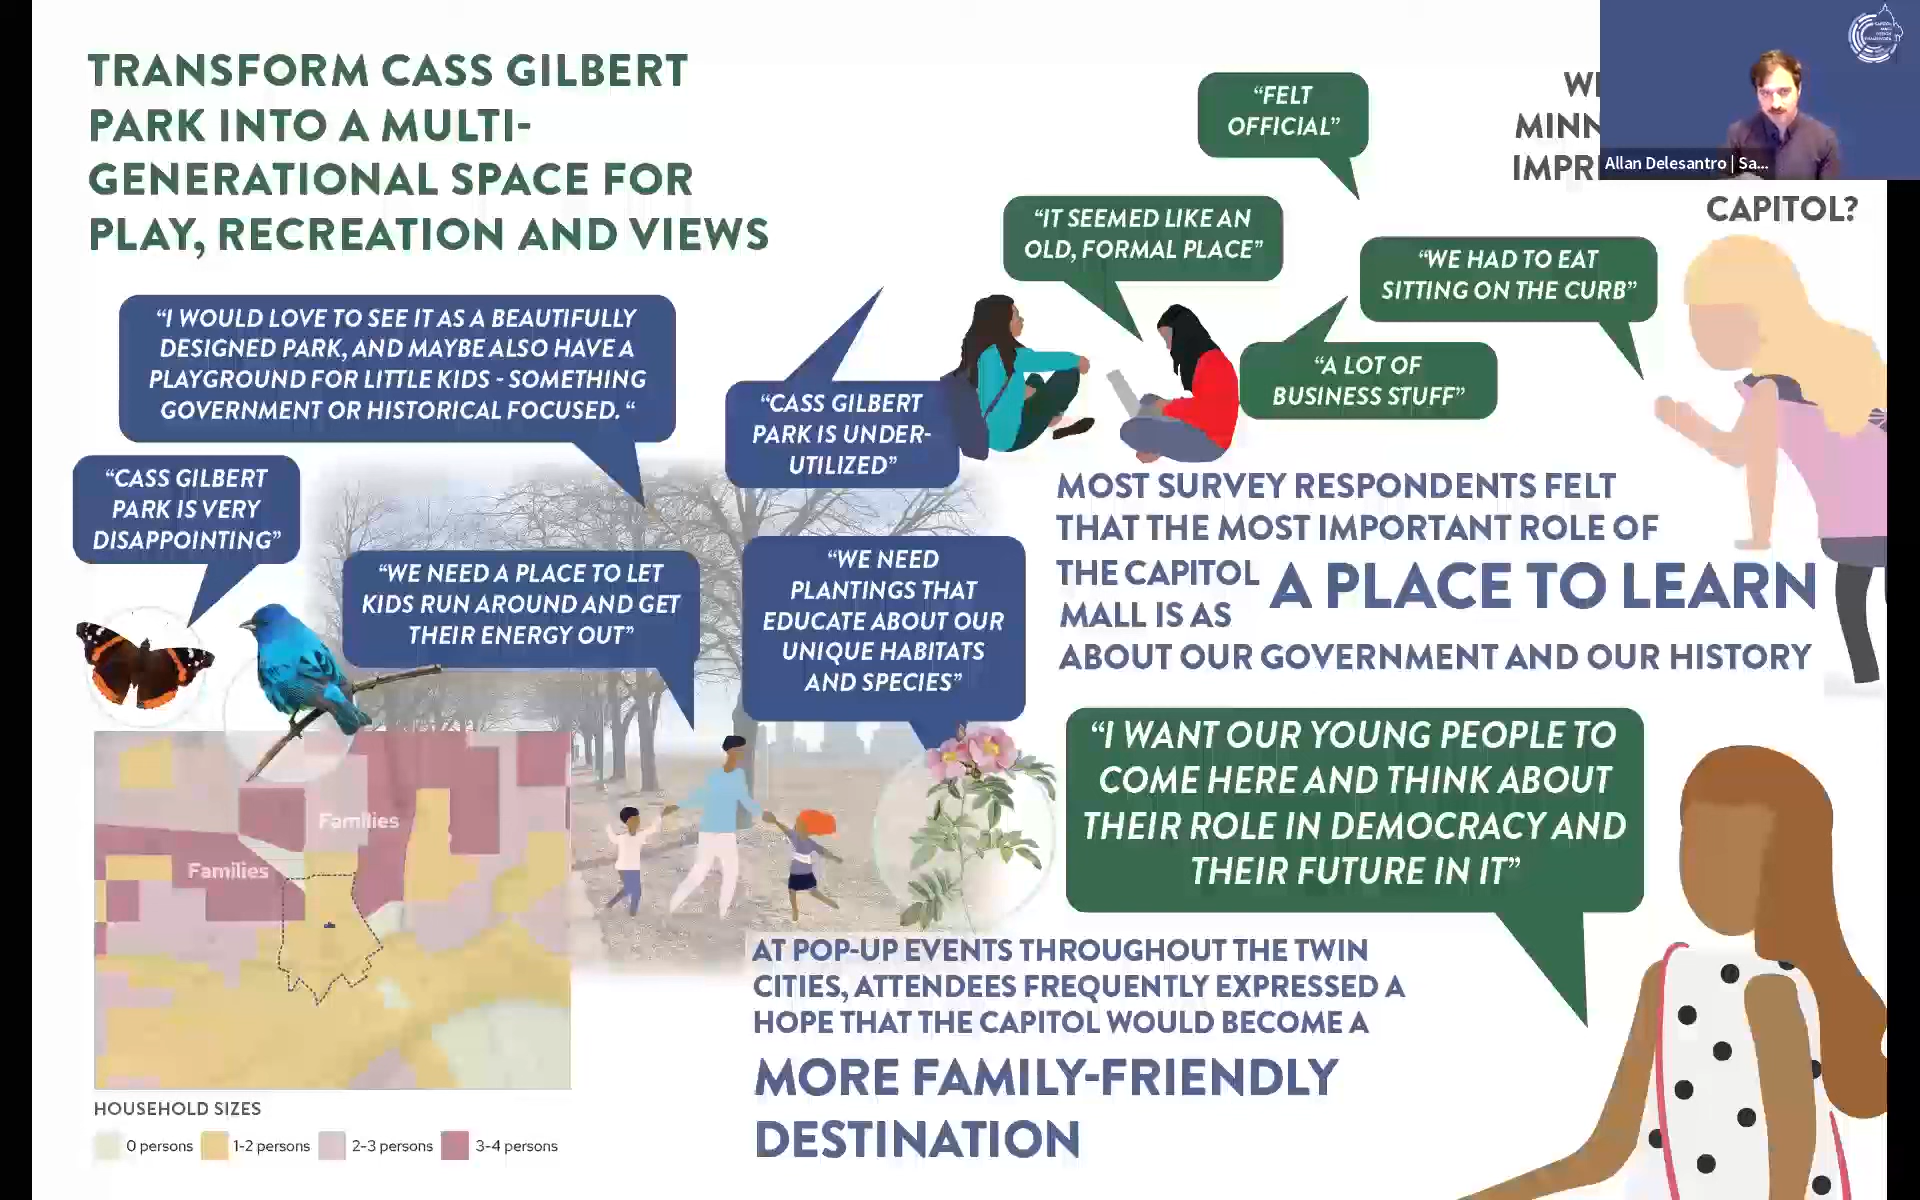 TRANSFORM CASS GILBERT
PARK INTO A MULTI-
GENERATIONAL SPACE FOR
PLAY, RECREATION AND VIEWS
“I WOULD LOVE TO SEE IT AS A BEAUTIFULLY
DESIGNED PARK, AND MAYBE ALSO HAVE A
PLAYGROUND FOR LITTLE KIDS - SOMETHING
GOVERNMENT OR HISTORICAL FOCUSED. “
“CASS GILBERT
PARK IS VERY
DISAPPOINTING”
“WE NEED A PLACE TO LET
KIDS RUN AROUND AND GET
THEIR ENERGY OUT”
“CASS GILBERT
PARK IS UNDER-
UTILIZED”
“WE NEED
PLANTINGS THAT
EDUCATE ABOUT OUR
UNIQUE HABITATS
AND SPECIES”
Families
Families
HOUSEHOLD SIZES
0 persons
1-2 persons
2-3 persons
3-4 persons
“FELT
OFFICIAL”
“IT SEEMED LIKE AN
OLD, FORMAL PLACE”
“WE HAD TO EAT
SITTING ON THE CURB”
“A LOT OF
BUSINESS STUFF”
Allan Delesantro | Sa...
CAPITOL?
MOST SURVEY RESPONDENTS FELT
THAT THE MOST IMPORTANT ROLE OF
THE CAPITOL
MALL IS AS
A PLACE TO LEARN
ABOUT OUR GOVERNMENT AND OUR HISTORY
“I WANT OUR YOUNG PEOPLE TO
COME HERE AND THINK ABOUT
THEIR ROLE IN DEMOCRACY AND
THEIR FUTURE IN IT”
AT POP-UP EVENTS THROUGHOUT THE TWIN
CITIES, ATTENDEES FREQUENTLY EXPRESSED A
HOPE THAT THE CAPITOL WOULD BECOME A
MORE FAMILY-FRIENDLY
DESTINATION